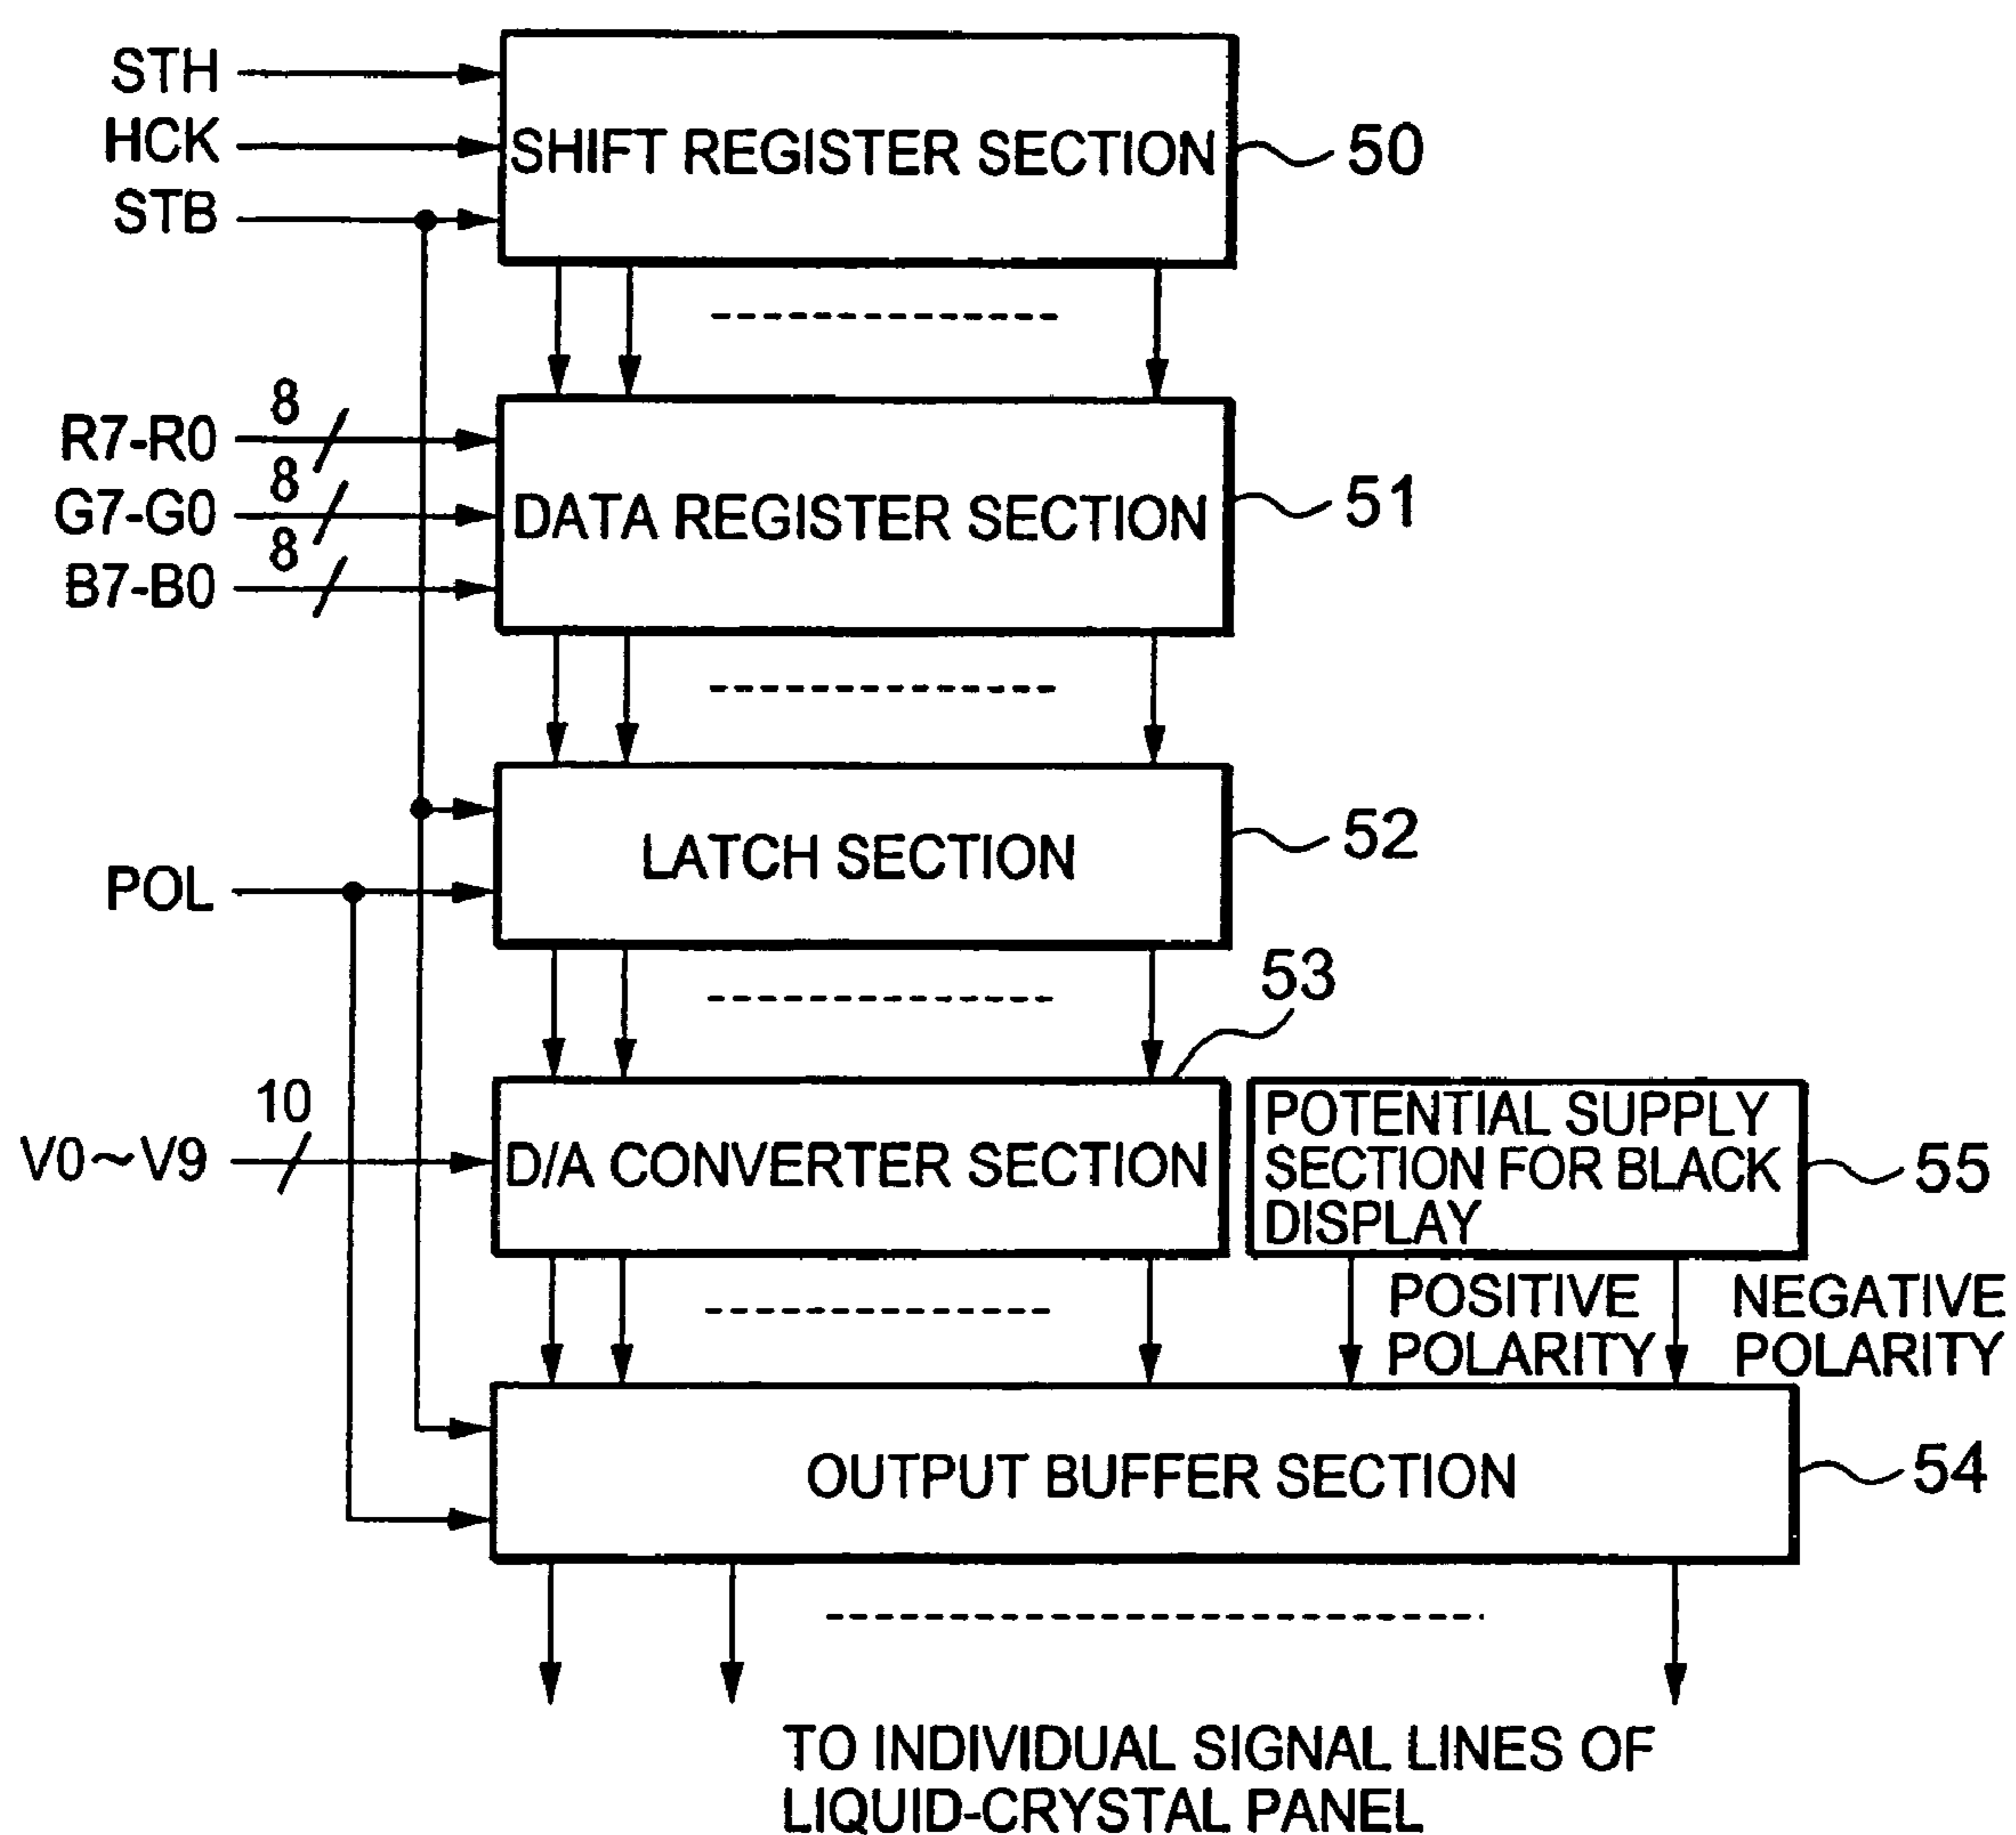 STH
HCK
STB
SHIFT REGISTER SECTION
50
R7-R0
8
G7-G0
8
B7-B0
8
DATA REGISTER SECTION
51
POL
LATCH SECTION
52
53
V0~V9
10
D/A CONVERTER SECTION
POTENTIAL SUPPLY
SECTION FOR BLACK
DISPLAY
55
POSITIVE
POLARITY
NEGATIVE
POLARITY
OUTPUT BUFFER SECTION
54
TO INDIVIDUAL SIGNAL LINES OF
LIQUID-CRYSTAL PANEL